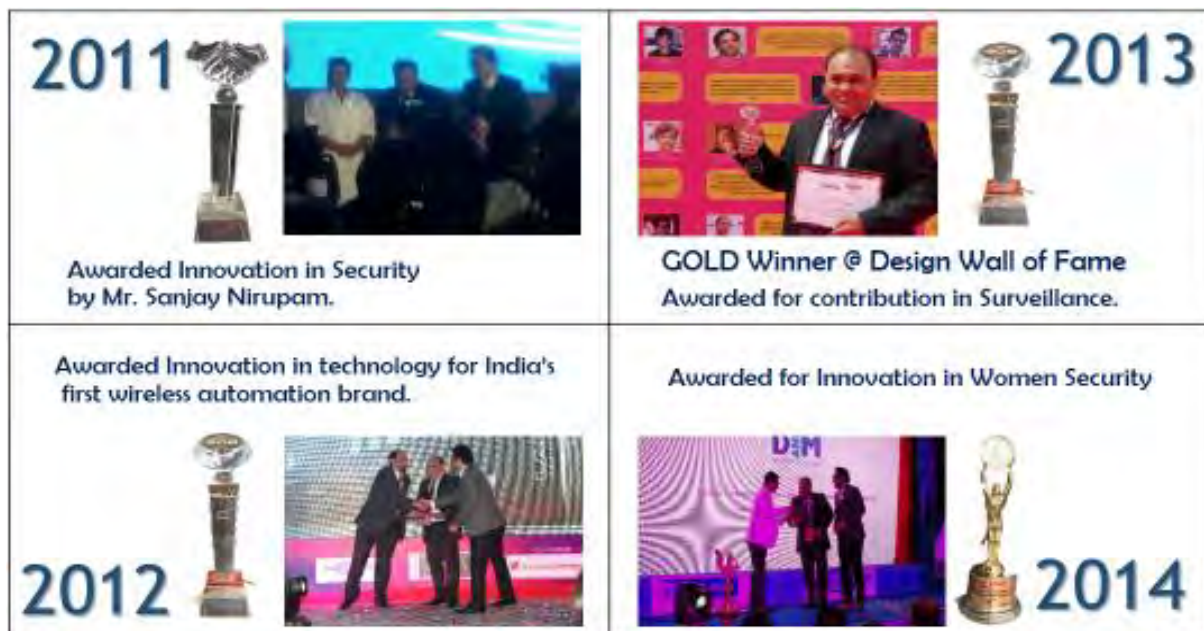 2011
Awarded Innovation in Security
by Mr. Sanjay Nirupam.
2013
GOLD Winner @ Design Wall of Fame
Awarded for contribution in Surveillance.
Awarded Innovation in technology for India's
first wireless automation brand.
2012
Awarded for Innovation in Women Security
2014